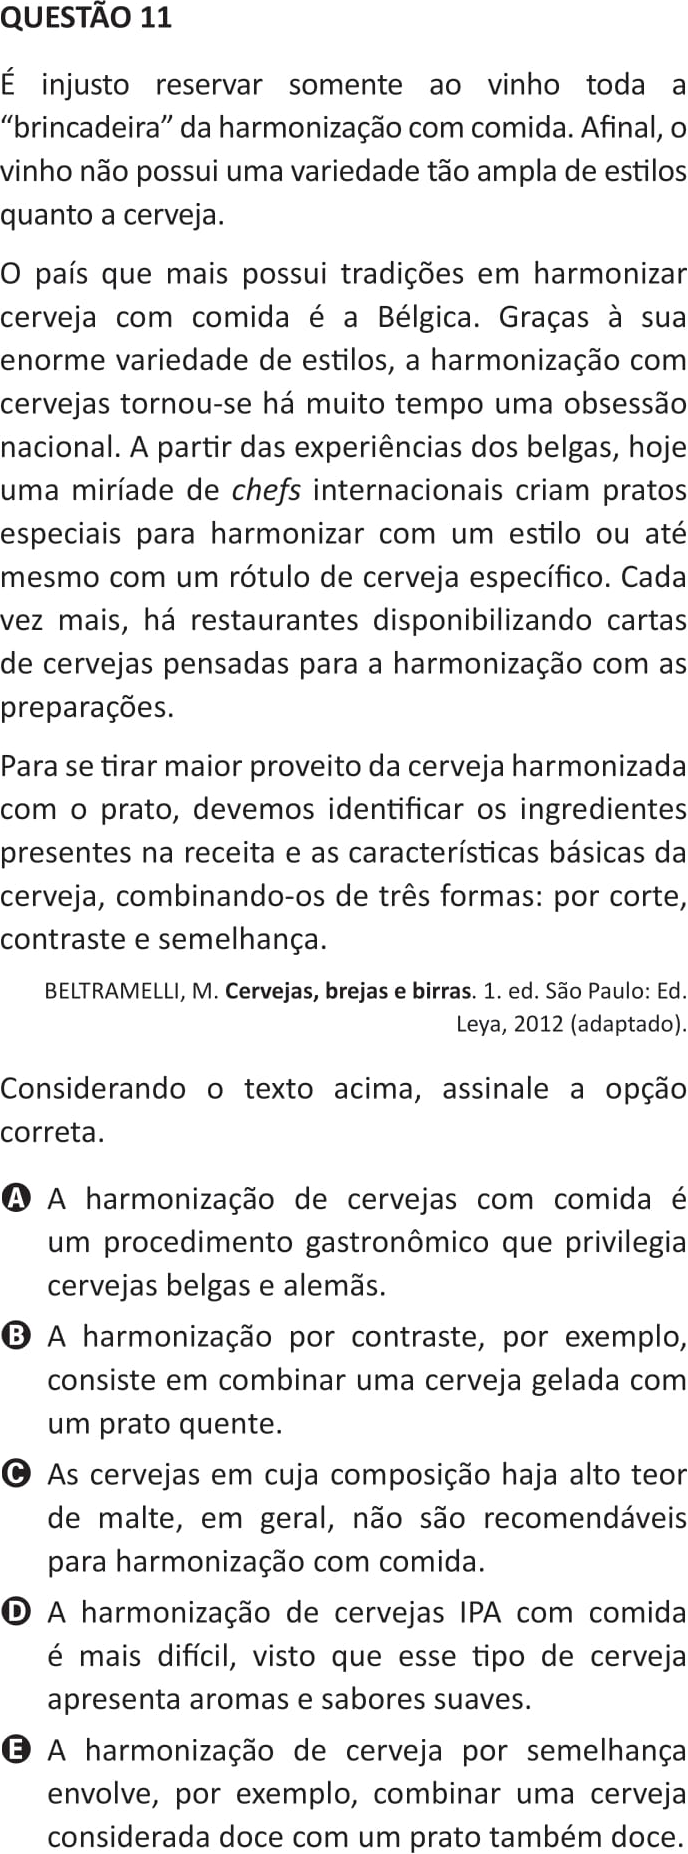 QUESTÃO 11
É injusto reservar somente ao vinho toda a
“brincadeira” da harmonização com comida. Afinal, o
vinho não possui uma variedade tão ampla de estilos
quanto a cerveja.
O país que mais possui tradições em harmonizar
cerveja com comida é a Bélgica. Graças à sua
enorme variedade de estilos, a harmonização com
cervejas tornou-se há muito tempo uma obsessão
nacional. A partir das experiências dos belgas, hoje
uma miríade de chefs internacionais criam pratos
especiais para harmonizar com um estilo ou até
mesmo com um rótulo de cerveja específico. Cada
vez mais, há restaurantes disponibilizando cartas
de cervejas pensadas para a harmonização com as
preparações.
Para se tirar maior proveito da cerveja harmonizada
com o prato, devemos identificar os ingredientes
presentes na receita e as características básicas da
cerveja, combinando-os de três formas: por corte,
contraste e semelhança.
BELTRAMELLI, M. Cervejas, brejas e birras. 1. ed. São Paulo: Ed.
Leya, 2012 (adaptado).
Considerando o texto acima, assinale a opção
correta.
A A harmonização de cervejas com comida é
um procedimento gastronômico que privilegia
cervejas belgas e alemãs.
B A harmonização por contraste, por exemplo,
consiste em combinar uma cerveja gelada com
um prato quente.
C As cervejas em cuja composição haja alto teor
de malte, em geral, não são recomendáveis
para harmonização com comida.
D A harmonização de cervejas IPA com comida
é mais difícil, visto que esse tipo de cerveja
apresenta aromas e sabores suaves.
E A harmonização de cerveja por semelhança
envolve, por exemplo, combinar uma cerveja
considerada doce com um prato também doce.